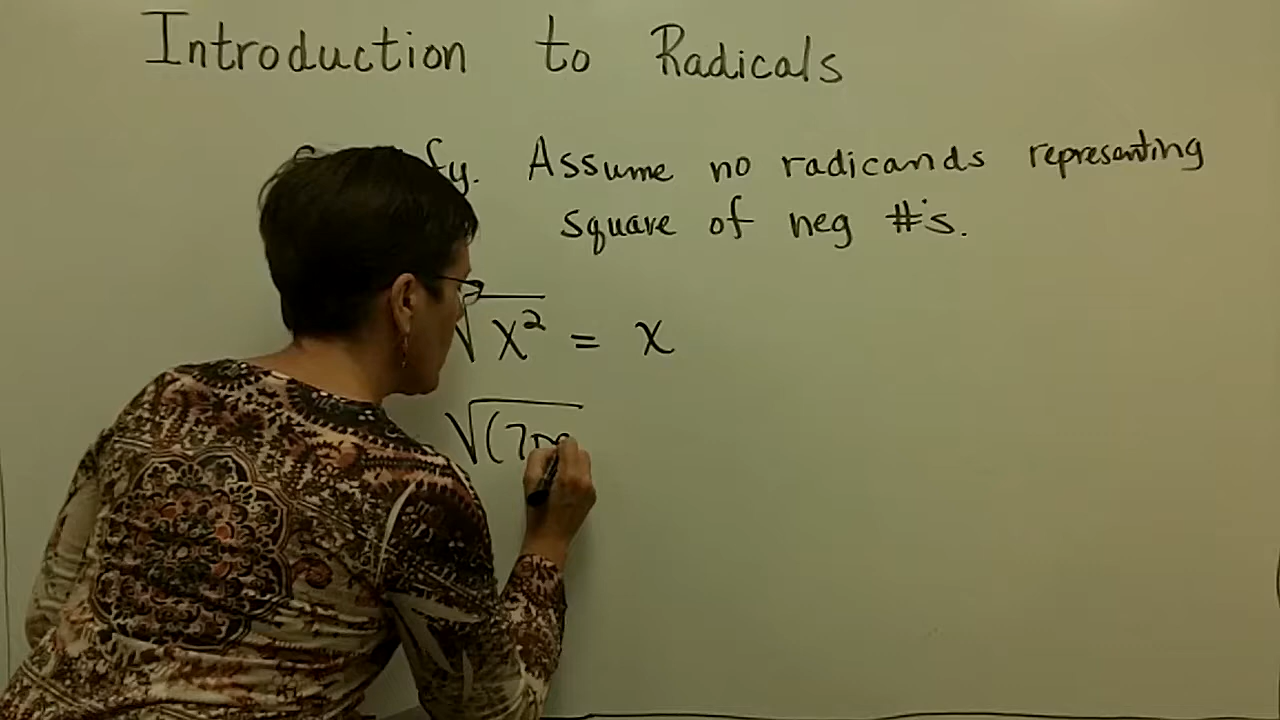 Introduction to Radicals
fy. Assume no radicands representing
square of neg #'s.
√x² = x
√(7m